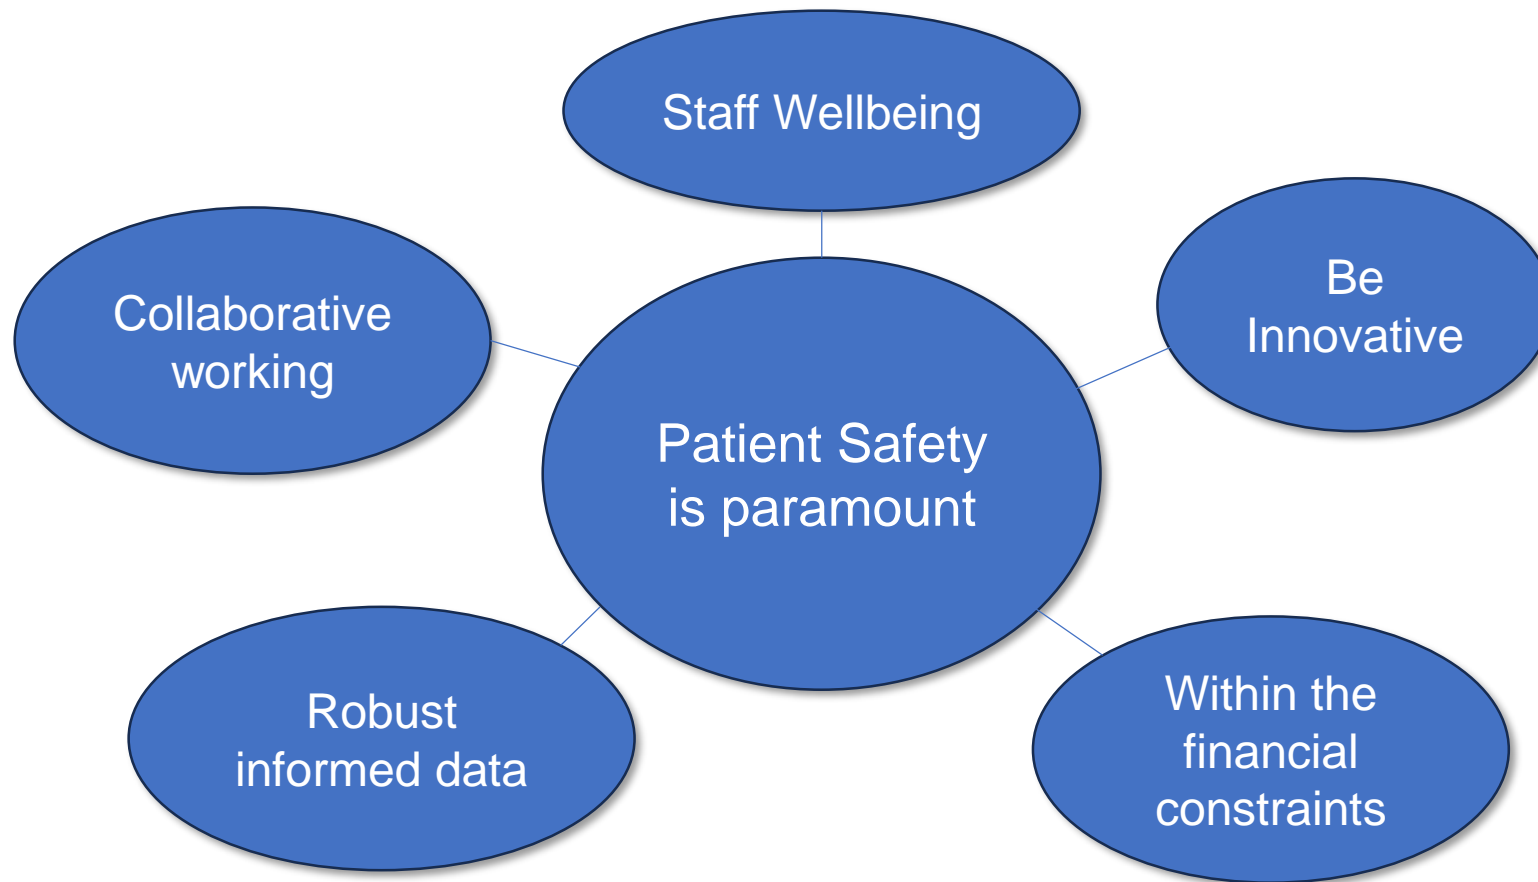 Staff Wellbeing
Be
Innovative
Collaborative
working
Patient Safety
is paramount
Robust
informed data
Within the
financial
constraints